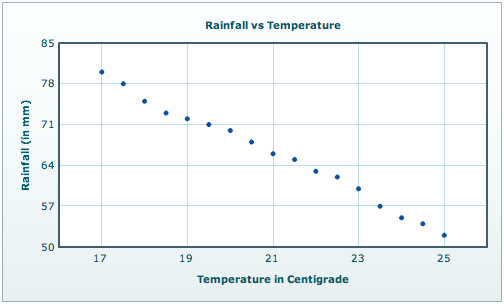 Rainfall vs Temperature
Rainfall (in mm)
85
78
71
64
57
50
17 19 21 23 25
Temperature in Centigrade